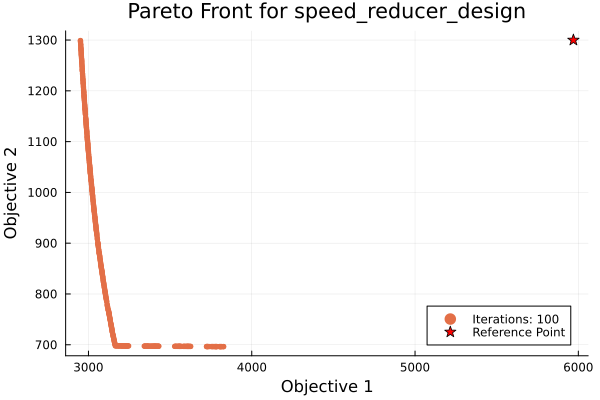 Pareto Front for speed_reducer_design
1300
1200
1100
1000
900
800
700
Objective 2
3000
4000
5000
6000
Objective 1
Iterations: 100
Reference Point